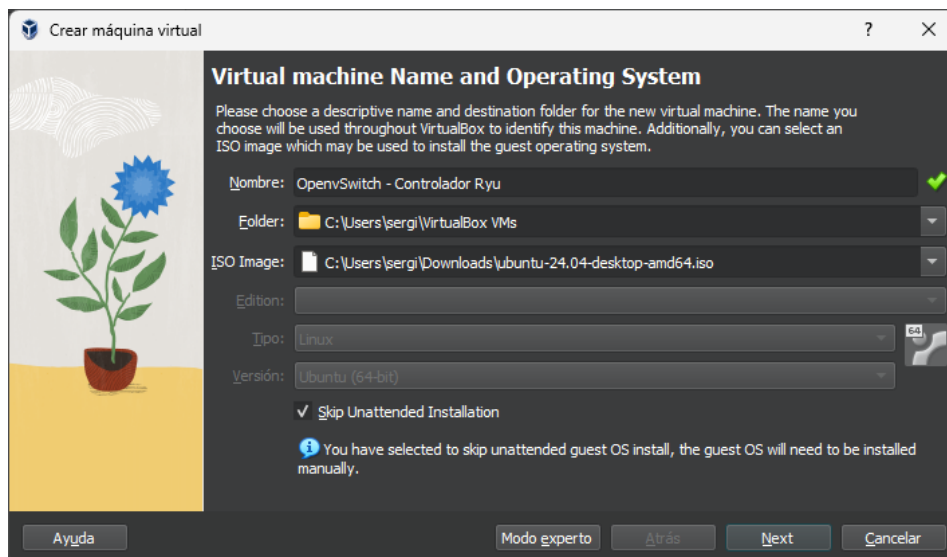 Crear máquina virtual
?
Virtual machine Name and Operating System
Please choose a descriptive name and destination folder for the new virtual machine. The name you
choose will be used throughout VirtualBox to identify this machine. Additionally, you can select an
ISO image which may be used to install the guest operating system.
Nombre: OpenvSwitch - Controlador Ryu
Folder: C:\Users\sergi\VirtualBox VMs
ISO Image: C:\Users\sergi\Downloads\ubuntu-24.04-desktop-amd64.iso
Edition:
Tipo: Linux
64
Versión: Ubuntu (64-bit)
Skip Unattended Installation
You have selected to skip unattended guest OS install, the guest OS will need to be installed
manually.
Ayuda Modo experto Atrás Next Cancelar